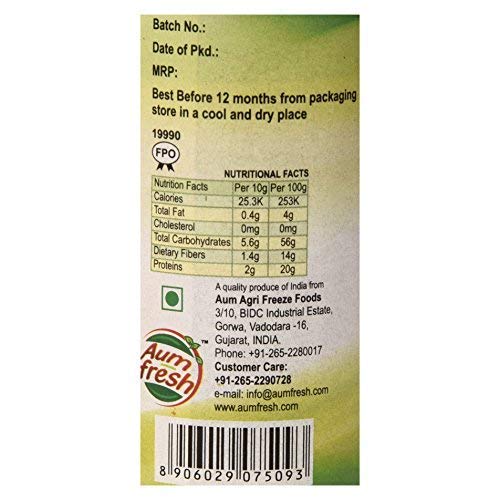 Batch No.:
Date of Pkd.:
MRP:
Best Before 12 months from packaging
store in a cool and dry place
19990
FPO
NUTRITIONAL FACTS
Nutrition Facts Per 10g Per 100g
Calories 25.3K 253K
Total Fat 0.4g 4g
Cholesterol 0mg 0mg
Total Carbohydrates 5.6g 56g
Dietary Fibers 1.4g 14g
Proteins 2g 20g
A quality produce of India from
Aum Agri Freeze Foods
3/10, BIDC Industrial Estate,
Gorwa, Vadodara -16,
Gujarat, INDIA.
Phone: +91-265-2280017
Customer Care:
+91-265-2290728
e-mail: info@aumfresh.com
www.aumfresh.com
Aum
fresh
TM
8 906029 075093